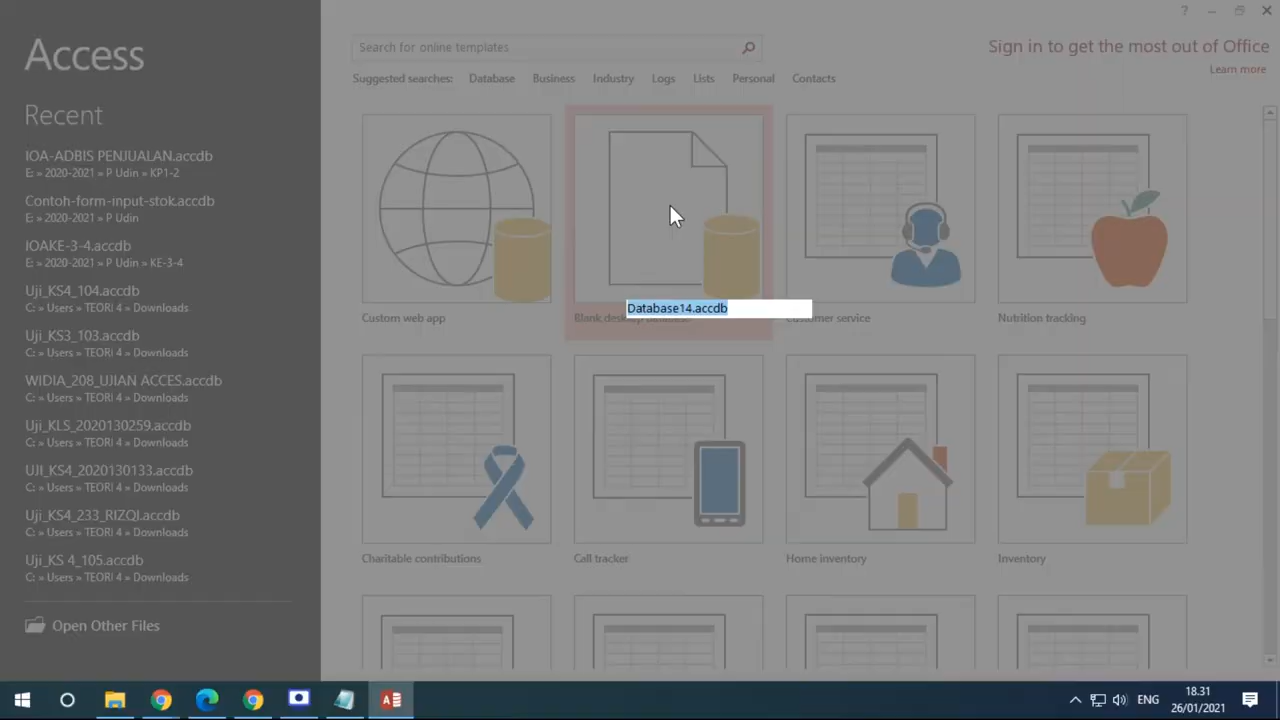 Access
Recent
IOA-ADBIS PENJUALAN.accdb
E: » 2020-2021 » P Udin » KP1-2
Contoh-form-input-stok.accdb
E: » 2020-2021 » P Udin
IOAKE-3-4.accdb
E: » 2020-2021 » P Udin » KE-3-4
Uji_KS4_104.accdb
C: » Users » TEORI 4 » Downloads
Uji_KS3_103.accdb
C: » Users » TEORI 4 » Downloads
WIDIA_208_UJIAN ACCES.accdb
C: » Users » TEORI 4 » Downloads
Uji_KLS_2020130259.accdb
C: » Users » TEORI 4 » Downloads
UJI_KS4_2020130133.accdb
C: » Users » TEORI 4 » Downloads
Uji_KS4_233_RIZQI.accdb
C: » Users » TEORI 4 » Downloads
Uji_KS 4_105.accdb
C: » Users » TEORI 4 » Downloads
Open Other Files
?
Sign in to get the most out of Office
Learn more
Search for online templates
Suggested searches: Database Business Industry Logs Lists Personal Contacts
Database14.accdb
Custom web app
Blank desktop database
Customer service
Nutrition tracking
Charitable contributions
Call tracker
Home inventory
Inventory
ENG
18.31
26/01/2021